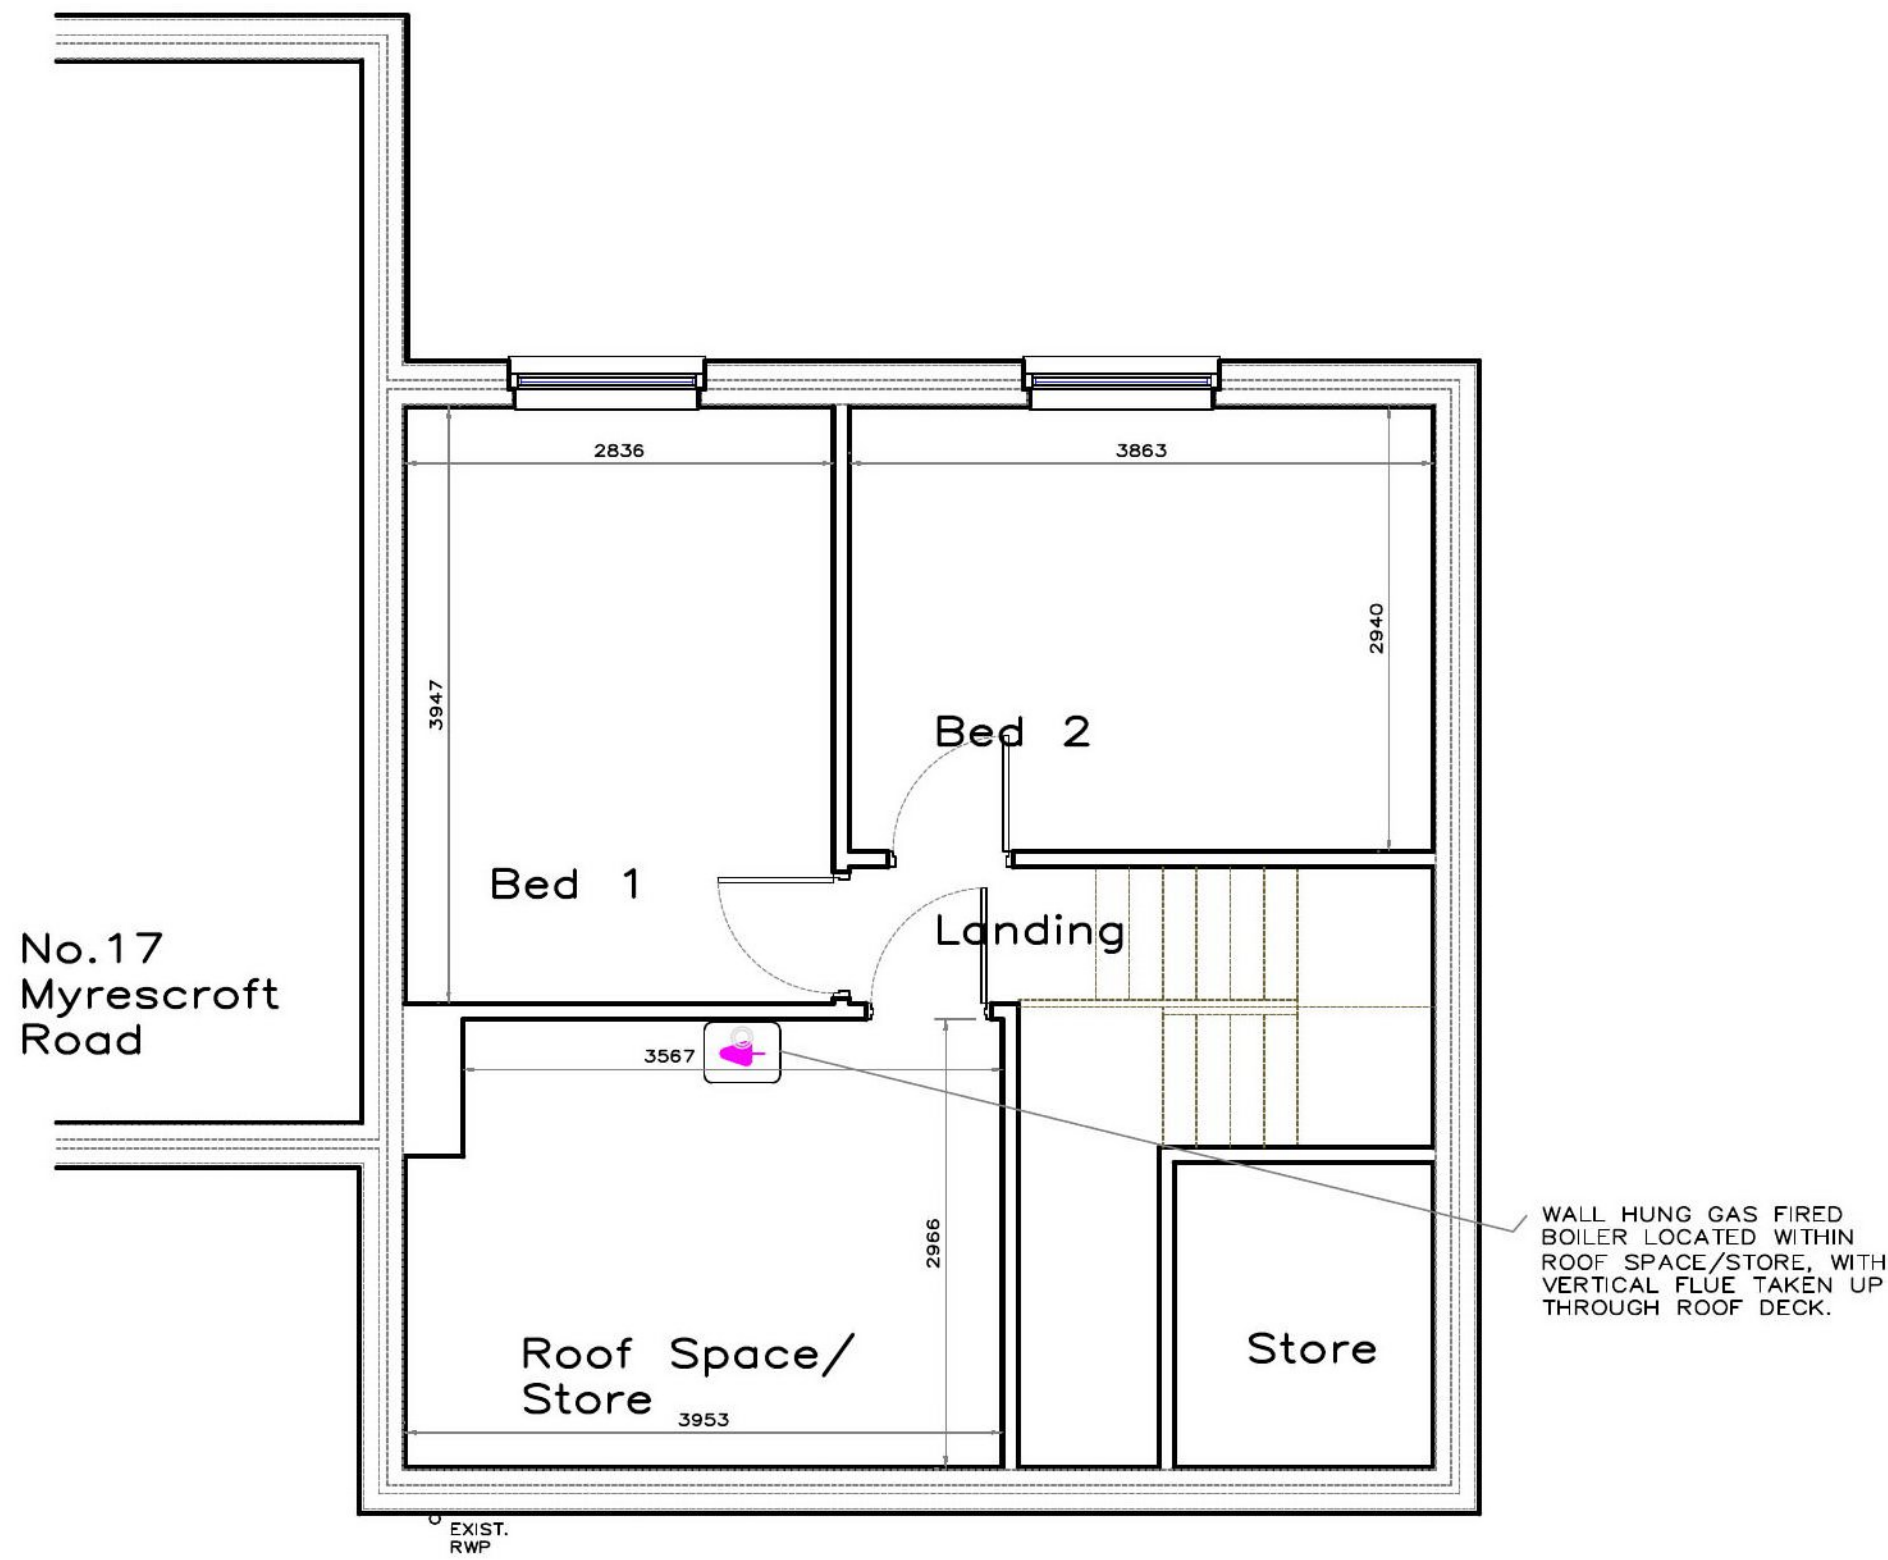 2836
3863
2940
3947
Bed 2
Bed 1
Landing
No.17
Myrescroft
Road
3567
2966
WALL HUNG GAS FIRED
BOILER LOCATED WITHIN
ROOF SPACE/STORE, WITH
VERTICAL FLUE TAKEN UP
THROUGH ROOF DECK.
Roof Space/
Store
Store
3953
EXIST.
RWP